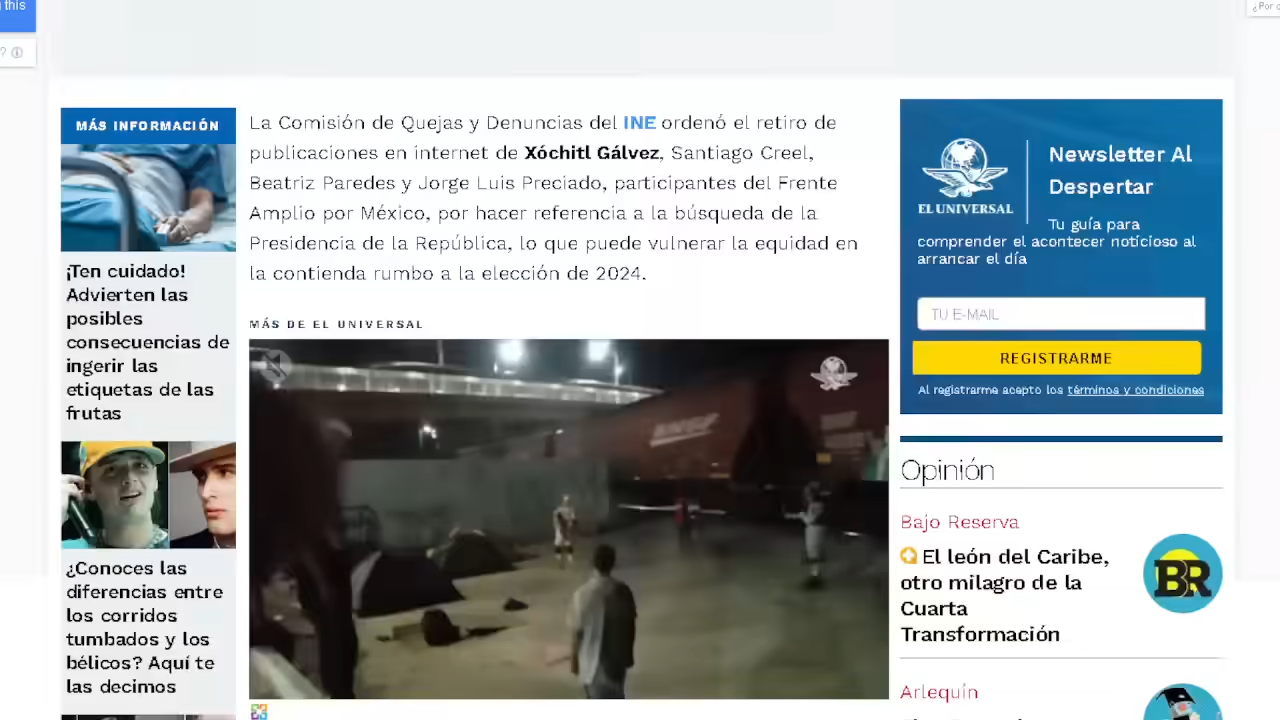 this
?
¿Por
MÁS INFORMACIÓN
¡Ten cuidado!
Advierten las
posibles
consecuencias de
ingerir las
etiquetas de las
frutas
¿Conoces las
diferencias entre
los corridos
tumbados y los
bélicos? Aquí te
las decimos
La Comisión de Quejas y Denuncias del INE ordenó el retiro de
publicaciones en internet de Xóchitl Gálvez, Santiago Creel,
Beatriz Paredes y Jorge Luis Preciado, participantes del Frente
Amplio por México, por hacer referencia a la búsqueda de la
Presidencia de la República, lo que puede vulnerar la equidad en
la contienda rumbo a la elección de 2024.
MÁS DE EL UNIVERSAL
BNSF
EL UNIVERSAL
Newsletter Al
Despertar
Tu guía para
comprender el acontecer noticioso al
arrancar el día
TU E-MAIL
REGISTRARME
Al registrarme acepto los términos y condiciones
Opinión
Bajo Reserva
El león del Caribe,
otro milagro de la
Cuarta
Transformación
BR
Arlequín